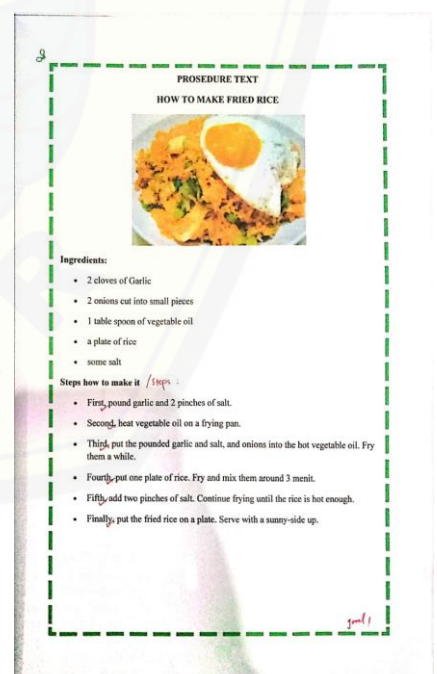 PROSEDURE TEXT
HOW TO MAKE FRIED RICE
Ingredients:
• 2 cloves of Garlic
• 2 onions cut into small pieces
• 1 table spoon of vegetable oil
• a plate of rice
• some salt
Steps how to make it / Steps :
• First, pound garlic and 2 pinches of salt.
• Second, heat vegetable oil on a frying pan.
• Third, put the pounded garlic and salt, and onions into the hot vegetable oil. Fry
them a while.
• Fourth, put one plate of rice. Fry and mix them around 3 menit.
• Fifth, add two pinches of salt. Continue frying until the rice is hot enough.
• Finally, put the fried rice on a plate. Serve with a sunny-side up.
good!